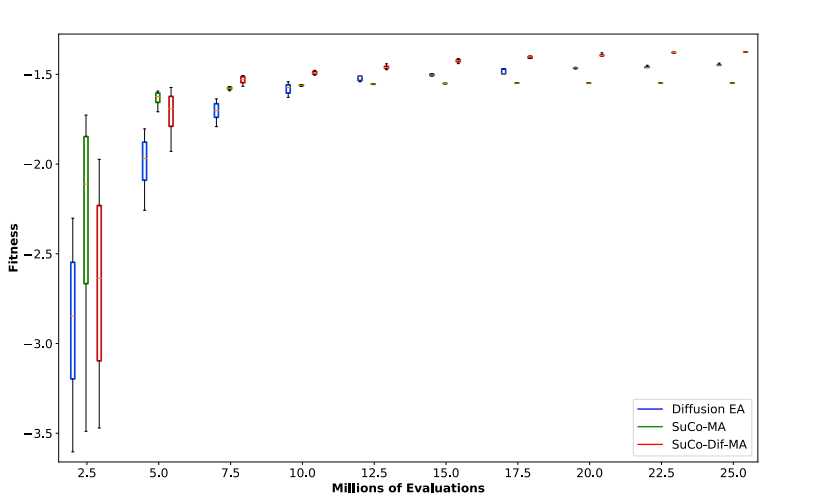 Fitness
−1.5
−2.0
−2.5
−3.0
−3.5
2.5 5.0 7.5 10.0 12.5 15.0 17.5 20.0 22.5 25.0
Millions of Evaluations
Diffusion EA
SuCo-MA
SuCo-Dif-MA